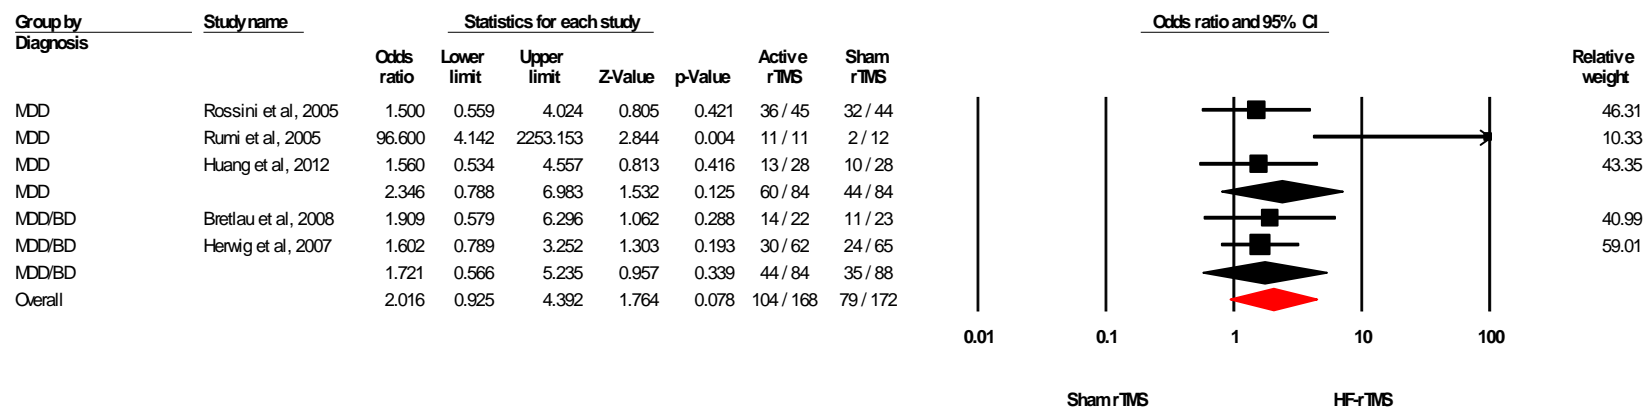 Group by Study name Statistics for each study Odds ratio and 95% CI
Diagnosis
Odds Lower Upper Active Sham Relative
ratio limit limit Z-Value p-Value rTMS rTMS weight
MDD Rossini et al, 2005 1.500 0.559 4.024 0.805 0.421 36 / 45 32 / 44 46.31
MDD Rumi et al, 2005 96.600 4.142 2253.153 2.844 0.004 11 / 11 2 / 12 10.33
MDD Huang et al, 2012 1.560 0.534 4.557 0.813 0.416 13 / 28 10 / 28 43.35
MDD 2.346 0.788 6.983 1.532 0.125 60 / 84 44 / 84
MDD/BD Bretlau et al, 2008 1.909 0.579 6.296 1.062 0.288 14 / 22 11 / 23 40.99
MDD/BD Herwig et al, 2007 1.602 0.789 3.252 1.303 0.193 30 / 62 24 / 65 59.01
MDD/BD 1.721 0.566 5.235 0.957 0.339 44 / 84 35 / 88
Overall 2.016 0.925 4.392 1.764 0.078 104 / 168 79 / 172
0.01 0.1 1 10 100
Sham rTMS HF-rTMS